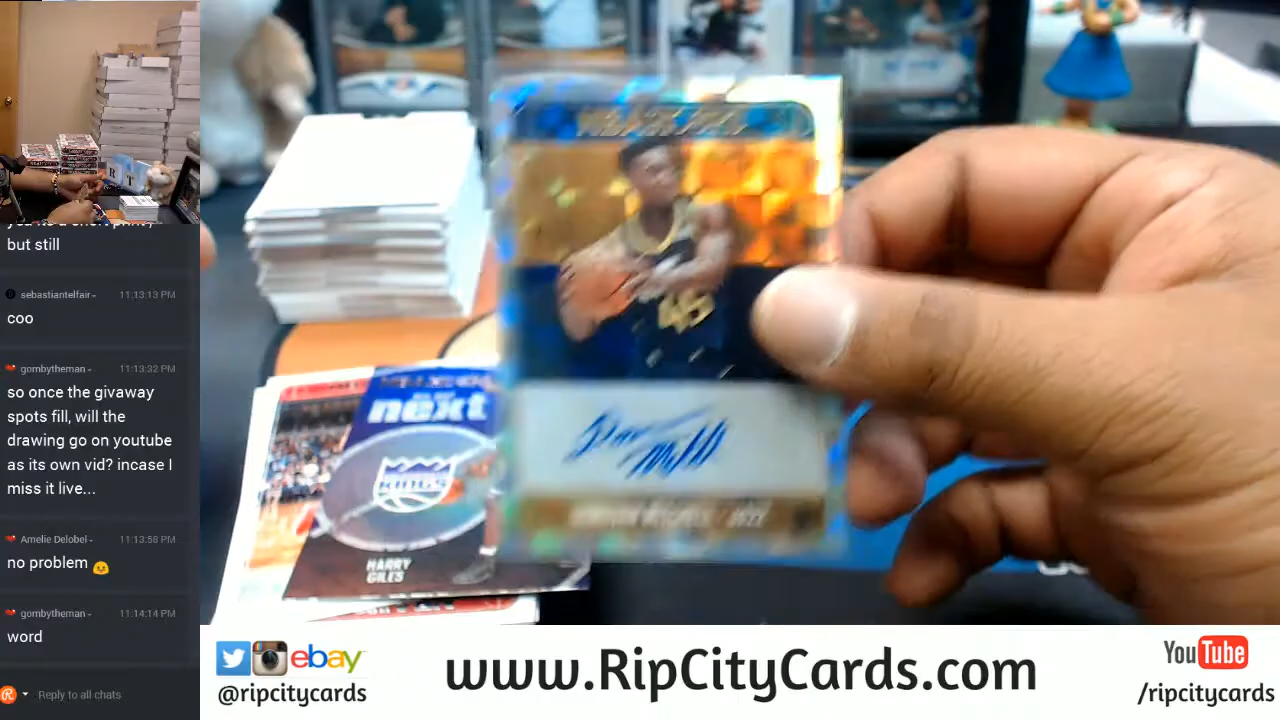 but still
sebastiantelfair- 11:13:13 PM
coo
gombytheman- 11:13:32 PM
so once the givaway
spots fill, will the
drawing go on youtube
as its own vid? incase I
miss it live...
Amelie Delobel- 11:13:58 PM
no problem
gombytheman- 11:14:14 PM
word
Reply to all chats
45
next
KINGS
HARRY
GILES
ebay
@ripcitycards
www.RipCityCards.com
YouTube
/ripcitycards